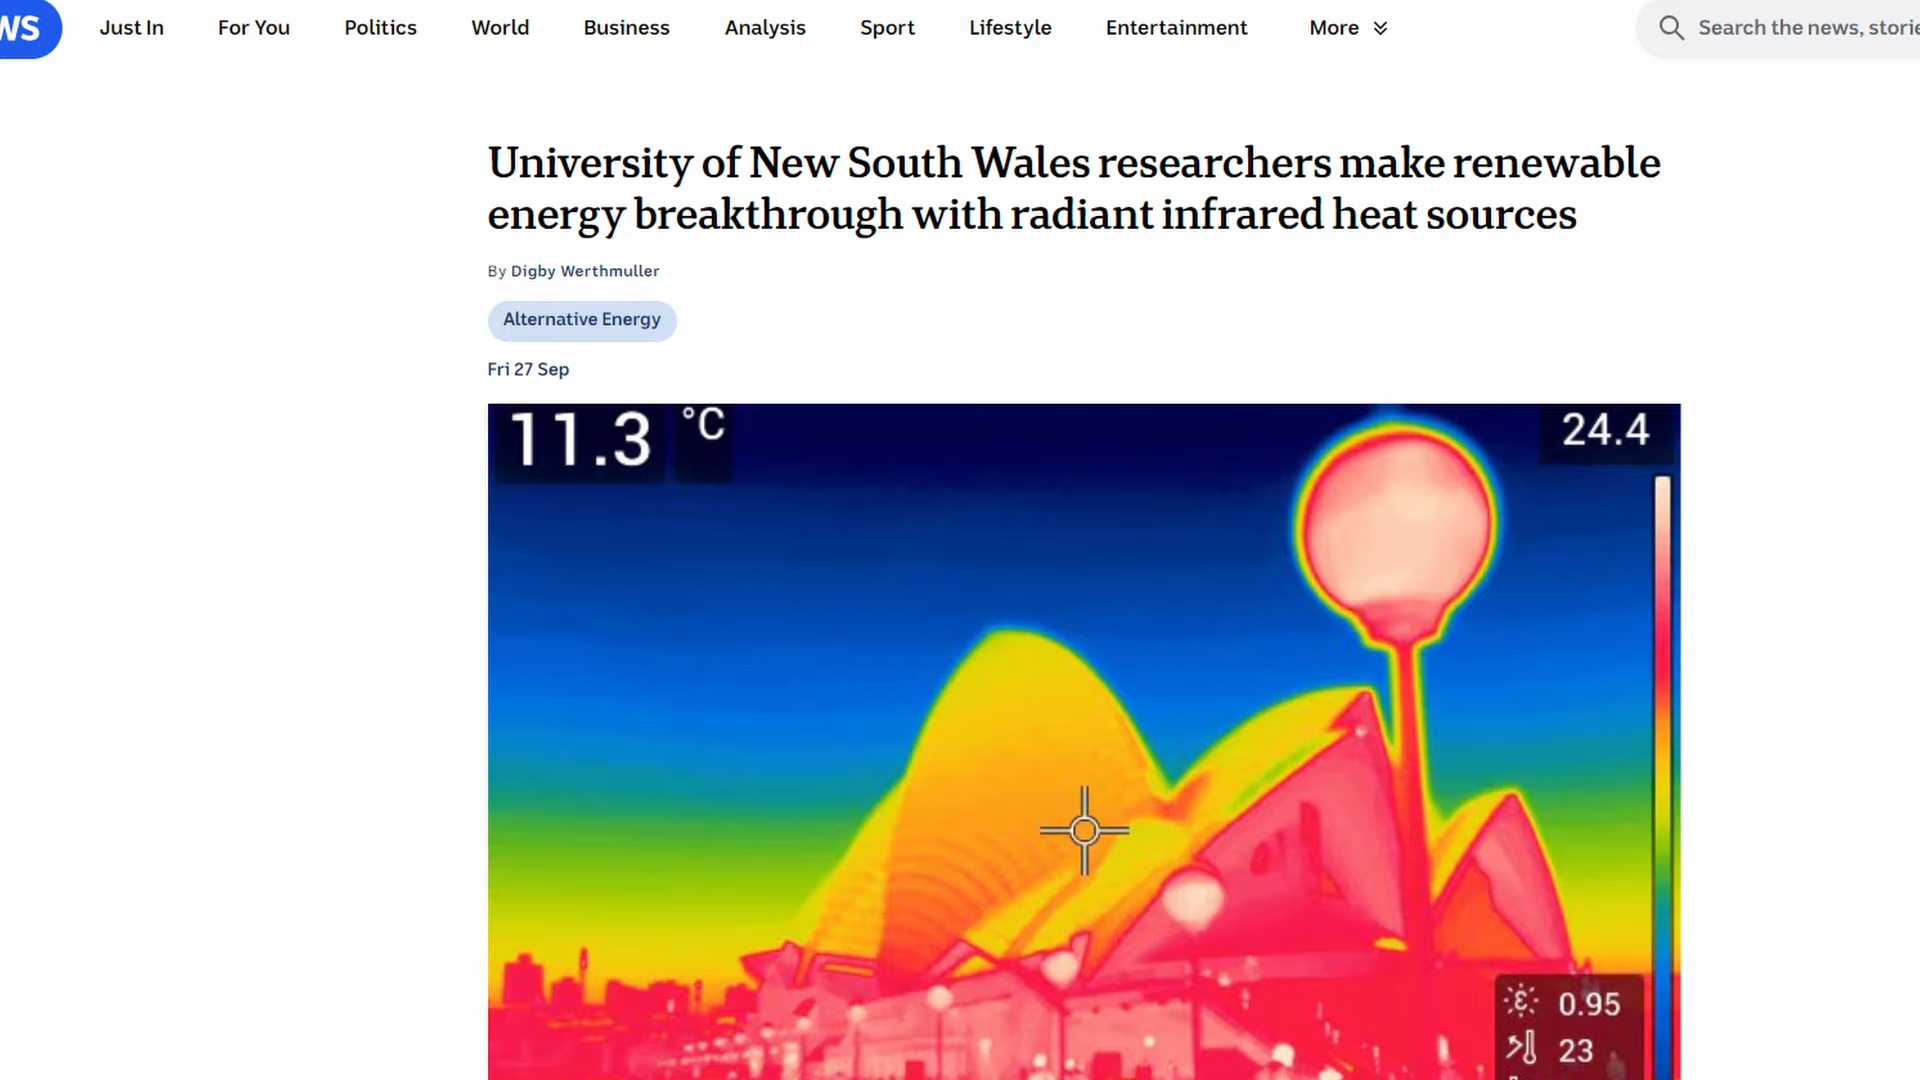 WS
Just In
For You
Politics
World
Business
Analysis
Sport
Lifestyle
Entertainment
More
Search the news, storie
University of New South Wales researchers make renewable
energy breakthrough with radiant infrared heat sources
By Digby Werthmuller
Alternative Energy
Fri 27 Sep
11.3 °C
24.4
ε 0.95
23